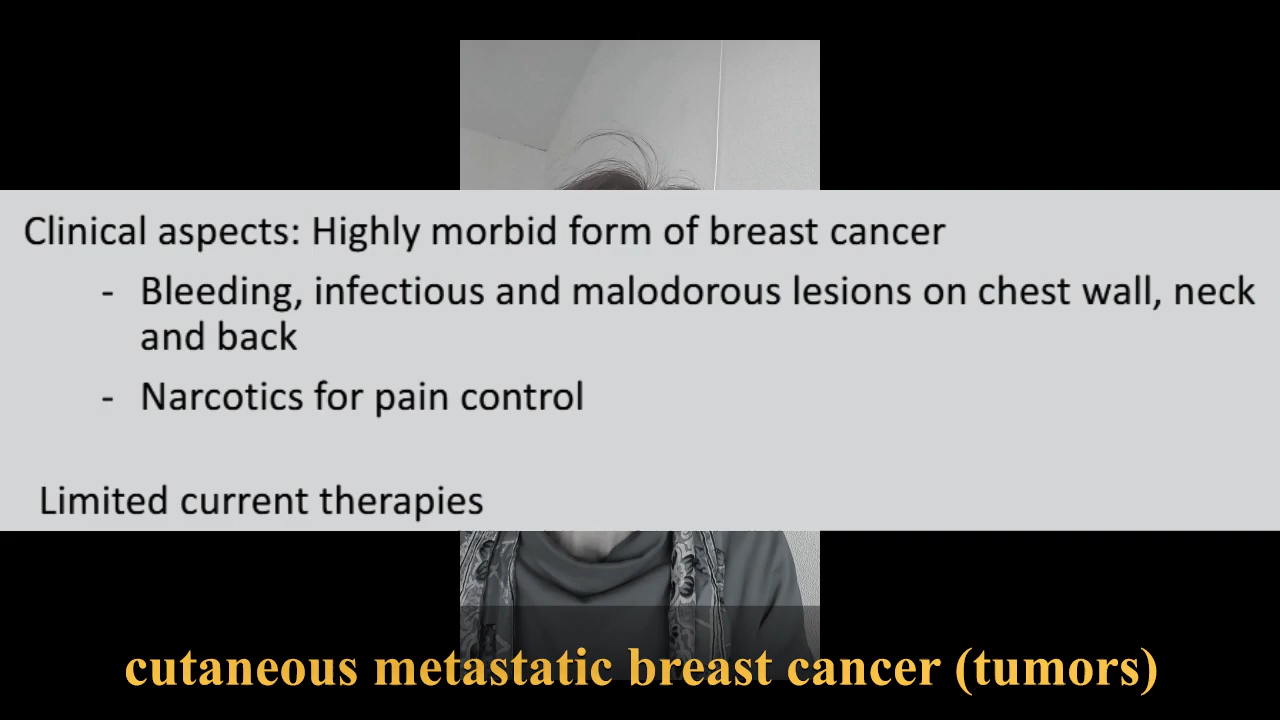 Clinical aspects: Highly morbid form of breast cancer
- Bleeding, infectious and malodorous lesions on chest wall, neck
and back
- Narcotics for pain control
Limited current therapies
cutaneous metastatic breast cancer (tumors)